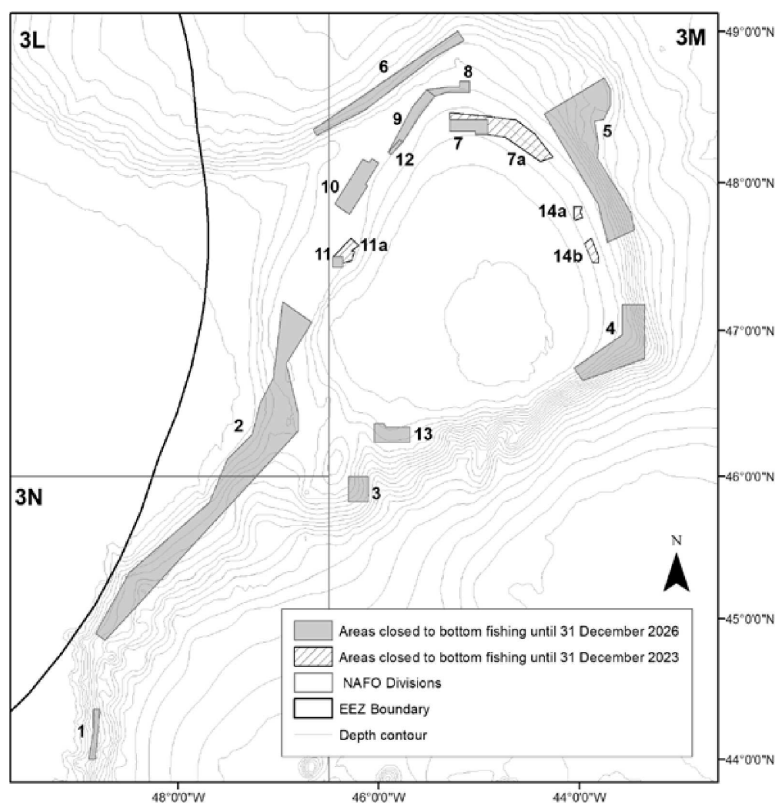 3L
3M
49°0'0"N
6
8
9
5
7
7a
12
48°0'0"N
10
14a
11
11a
14b
47°0'0"N
4
2
13
46°0'0"N
3N
3
N
45°0'0"N
Areas closed to bottom fishing until 31 December 2026
Areas closed to bottom fishing until 31 December 2023
NAFO Divisions
EEZ Boundary
Depth contour
1
44°0'0"N
48°0'0"W
46°0'0"W
44°0'0"W